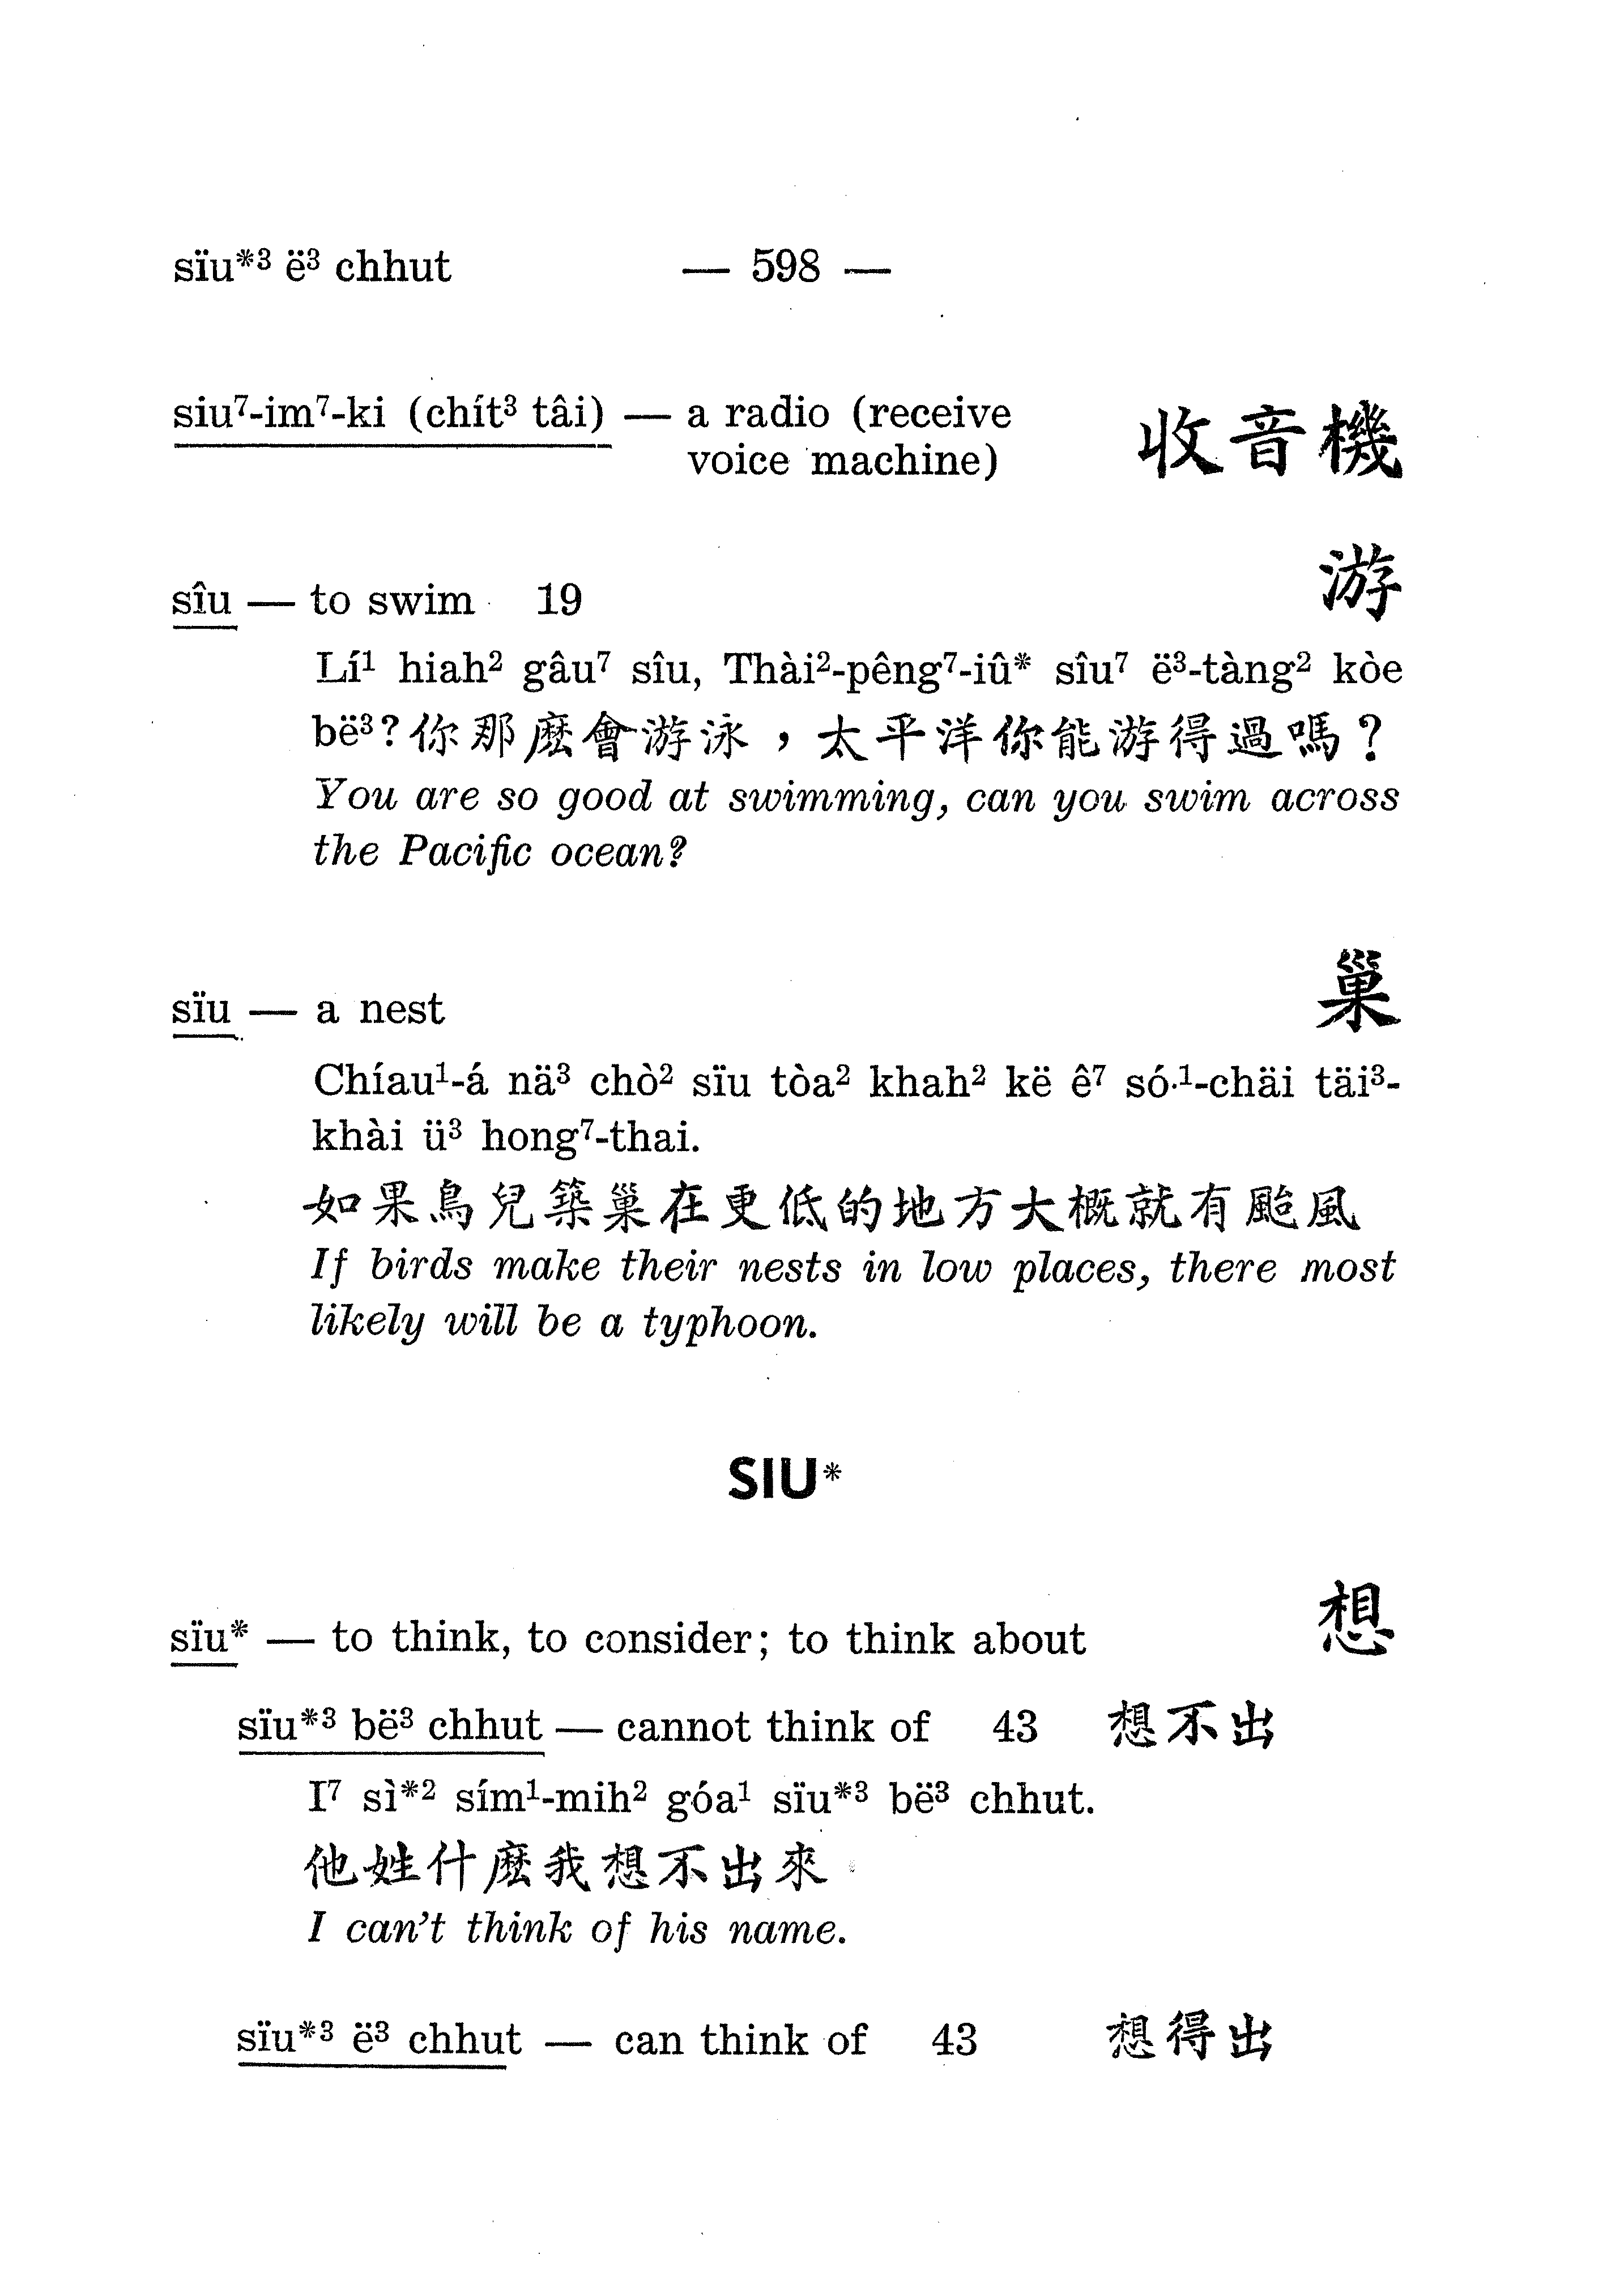 sïu*³ ë³ chhut — 598 —
siu⁷-im⁷-ki (chít³ tâi) — a radio (receive 收音機
voice machine)
sîu — to swim 19 游
Lí¹ hiah² gâu⁷ sîu, Thài²-pêng⁷-iû* sîu⁷ ë³-tàng² kòe
bë³? 你那麼會游泳，太平洋你能游得過嗎？
You are so good at swimming, can you swim across
the Pacific ocean?
sïu — a nest 巢
Chíau¹-á nä³ chò² sïu tòa² khah² kë ê⁷ só·¹-chäi täi³-
khài ü³ hong⁷-thai.
如果鳥兒築巢在更低的地方大概就有颱風
If birds make their nests in low places, there most
likely will be a typhoon.
SIU*
sïu* — to think, to consider; to think about 想
sïu*³ bë³ chhut — cannot think of 43 想不出
I⁷ sì*² sím¹-mih² góa¹ sïu*³ bë³ chhut.
他姓什麼我想不出來
I can't think of his name.
sïu*³ ë³ chhut — can think of 43 想得出